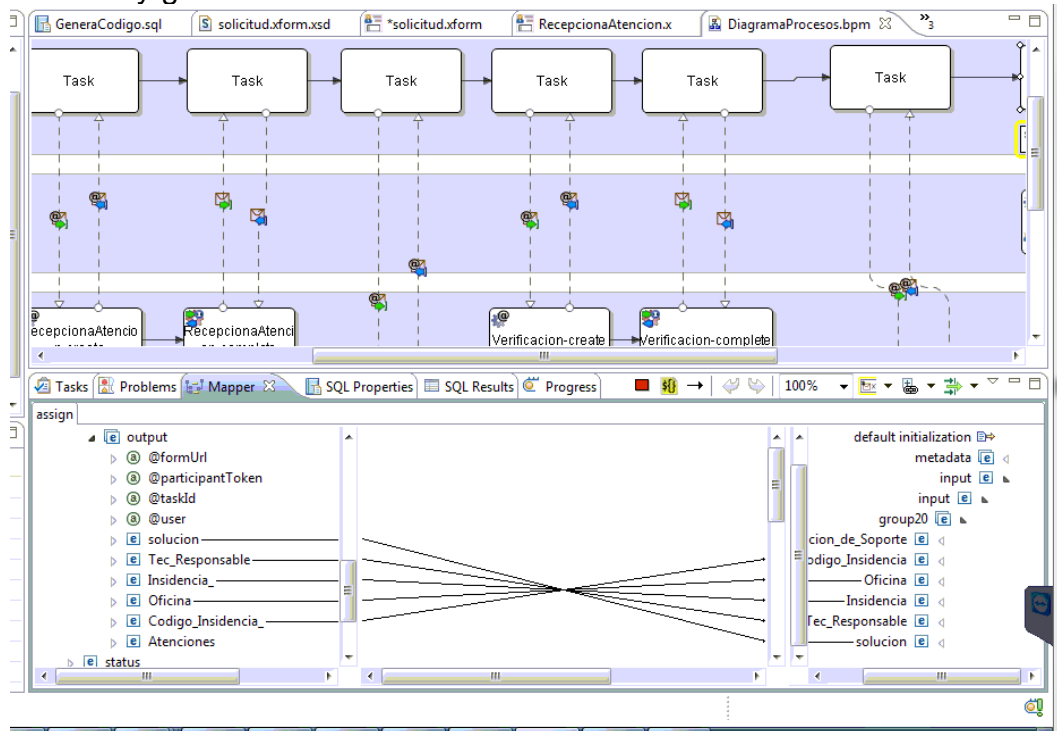 GeneraCodigo.sql solicitud.xform.xsd *solicitud.xform RecepcionaAtencion.x DiagramaProcesos.bpm 3
Task Task Task Task Task Task
ecepcionaAtencio RecepcionaAtenci Verificacion-create Verificacion-complete
Tasks Problems Mapper SQL Properties SQL Results Progress 100%
assign
output default initialization
@formUrl metadata
@participantToken input
@taskId input
@user group20
solucion cion_de_Soporte
Tec_Responsable odigo_Insidencia
Insidencia_ Oficina
Oficina Insidencia
Codigo_Insidencia_ Tec_Responsable
Atenciones solucion
status